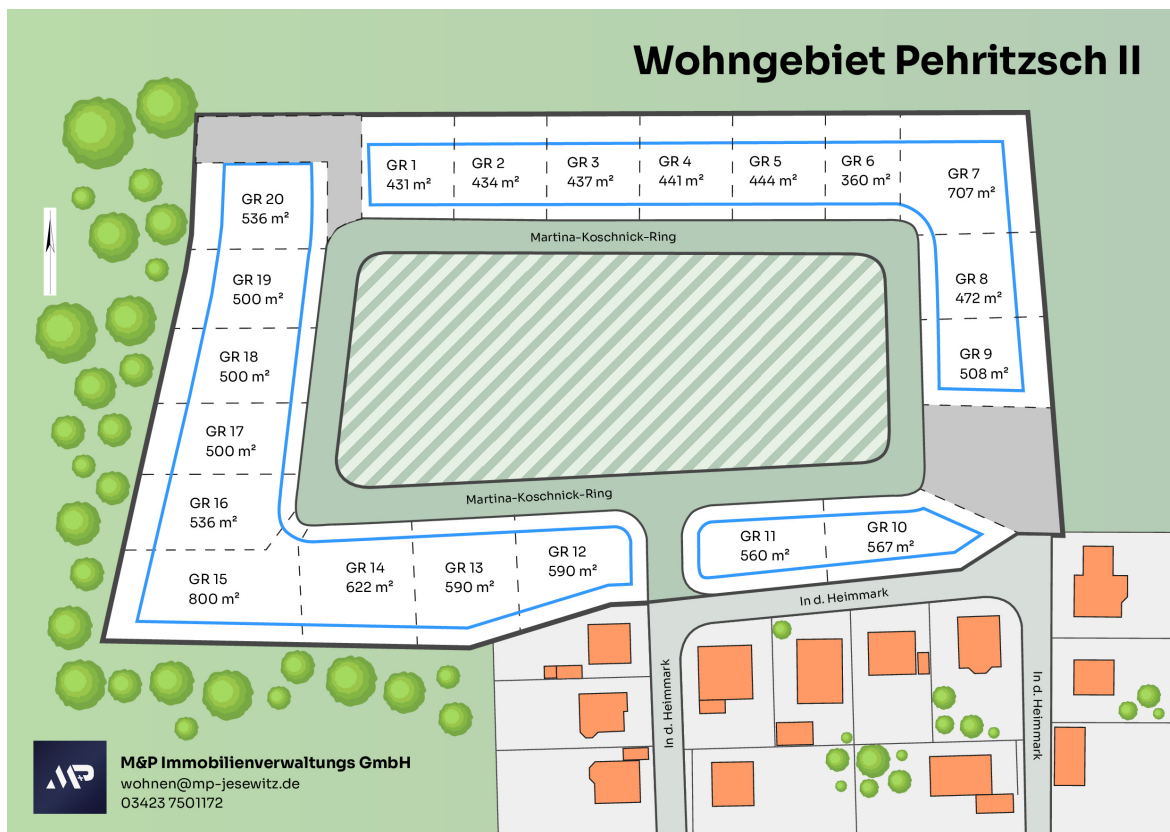 Wohngebiet Pehritzsch II
GR 1
431 m²
GR 2
434 m²
GR 3
437 m²
GR 4
441 m²
GR 5
444 m²
GR 6
360 m²
GR 7
707 m²
GR 20
536 m²
Martina-Koschnick-Ring
GR 19
500 m²
GR 8
472 m²
GR 18
500 m²
GR 9
508 m²
GR 17
500 m²
Martina-Koschnick-Ring
GR 16
536 m²
GR 11
560 m²
GR 10
567 m²
GR 15
800 m²
GR 14
622 m²
GR 13
590 m²
GR 12
590 m²
In d. Heimmark
In d. Heimmark
In d. Heimmark
MP
M&P Immobilienverwaltungs GmbH
wohnen@mp-jesewitz.de
03423 7501172